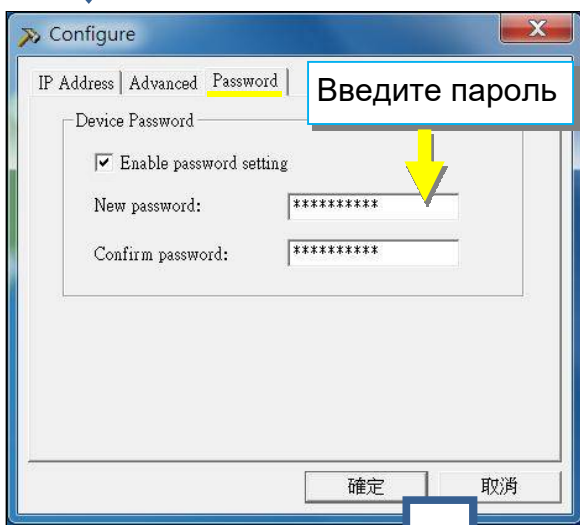 Configure
IP Address Advanced Password
Введите пароль
Device Password
Enable password setting
New password: **********
Confirm password: **********
確定 取消